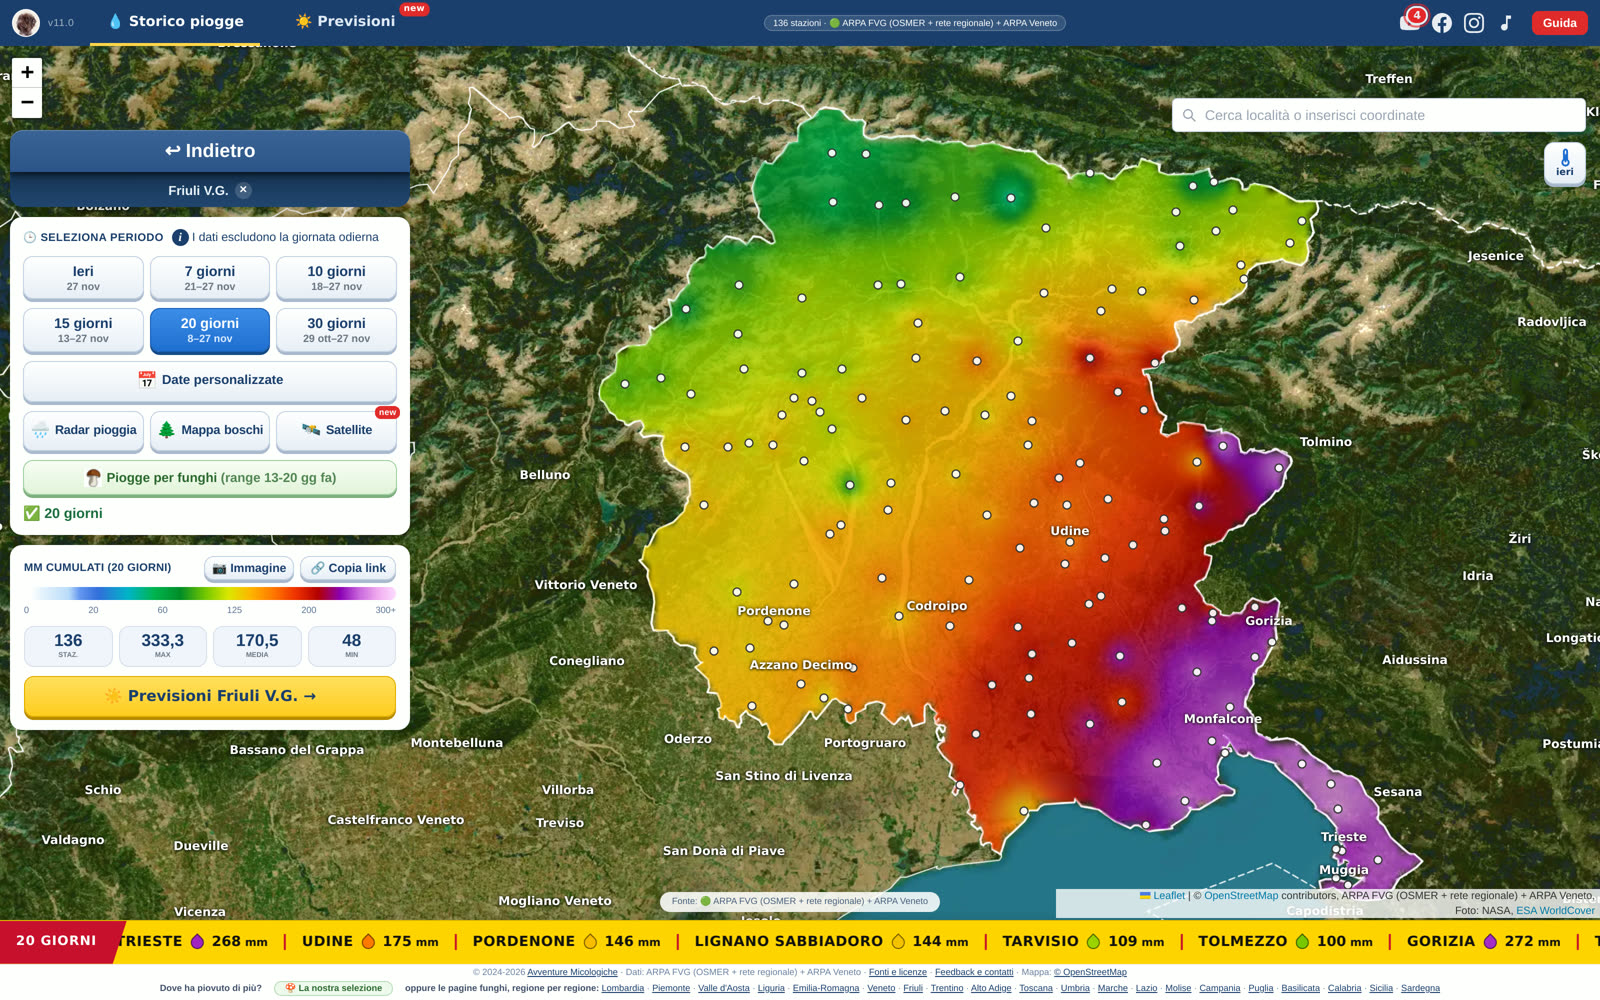 v11.0
Storico piogge
Previsioni
new
136 stazioni · ARPA FVG (OSMER + rete regionale) + ARPA Veneto
4
Guida
+
−
Treffen
Cerca località o inserisci coordinate
ieri
↩ Indietro
Friuli V.G. ×
SELEZIONA PERIODO i I dati escludono la giornata odierna
Ieri
27 nov
7 giorni
21–27 nov
10 giorni
18–27 nov
15 giorni
13–27 nov
20 giorni
8–27 nov
30 giorni
29 ott–27 nov
Date personalizzate
Radar pioggia
Mappa boschi
Satellite
new
Piogge per funghi (range 13-20 gg fa)
20 giorni
MM CUMULATI (20 GIORNI)
Immagine
Copia link
0 20 60 125 200 300+
136
STAZ.
333,3
MAX
170,5
MEDIA
48
MIN
Previsioni Friuli V.G. →
Jesenice
Radovljica
Tolmino
Belluno
Udine
Žiri
Idria
Vittorio Veneto
Pordenone
Codroipo
Gorizia
Conegliano
Azzano Decimo
Aidussina
Monfalcone
Oderzo
Portogruaro
Bassano del Grappa
Montebelluna
San Stino di Livenza
Schio
Villorba
Sesana
Castelfranco Veneto
Treviso
Valdagno
Dueville
Trieste
San Donà di Piave
Muggia
Mogliano Veneto
Vicenza
Capodistria
Fonte: ARPA FVG (OSMER + rete regionale) + ARPA Veneto
Leaflet | © OpenStreetMap contributors, ARPA FVG (OSMER + rete regionale) + ARPA Veneto,
Foto: NASA, ESA WorldCover
20 GIORNI
TRIESTE 268 mm | UDINE 175 mm | PORDENONE 146 mm | LIGNANO SABBIADORO 144 mm | TARVISIO 109 mm | TOLMEZZO 100 mm | GORIZIA 272 mm |
© 2024-2026 Avventure Micologiche · Dati: ARPA FVG (OSMER + rete regionale) + ARPA Veneto · Fonti e licenze · Feedback e contatti · Mappa: © OpenStreetMap
Dove ha piovuto di più? La nostra selezione oppure le pagine funghi, regione per regione: Lombardia · Piemonte · Valle d'Aosta · Liguria · Emilia-Romagna · Veneto · Friuli · Trentino · Alto Adige · Toscana · Umbria · Marche · Lazio · Molise · Campania · Puglia · Basilicata · Calabria · Sicilia · Sardegna